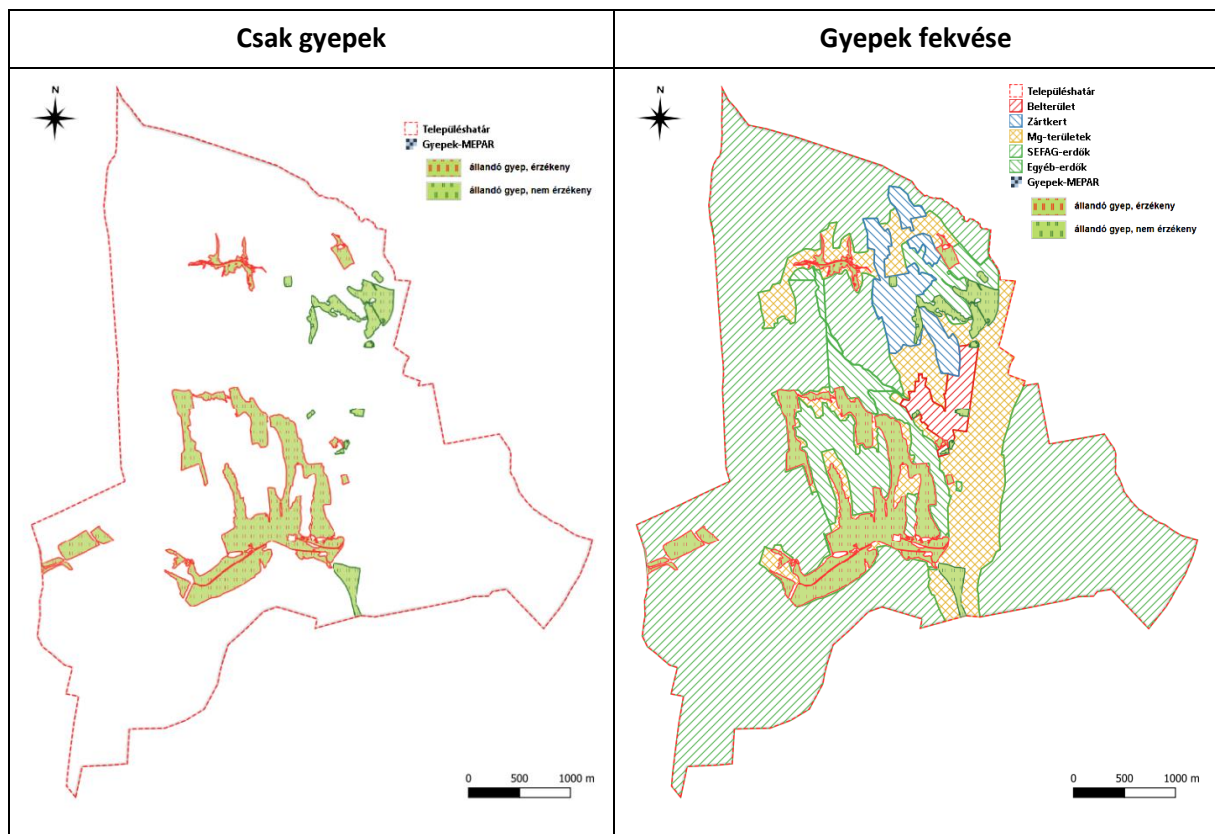 Csak gyepek
Gyepek fekvése
N
Településhatár
Gyepek-MEPAR
állandó gyep, érzékeny
állandó gyep, nem érzékeny
0 500 1000 m
N
Településhatár
Belterület
Zártkert
Mg-területek
SEFAG-erdők
Egyéb-erdők
Gyepek-MEPAR
állandó gyep, érzékeny
állandó gyep, nem érzékeny
0 500 1000 m